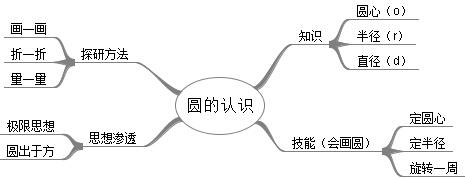 圆的认识
探研方法
画一画
折一折
量一量
思想渗透
极限思想
圆出于方
知识
圆心（o）
半径（r）
直径（d）
技能（会画圆）
定圆心
定半径
旋转一周